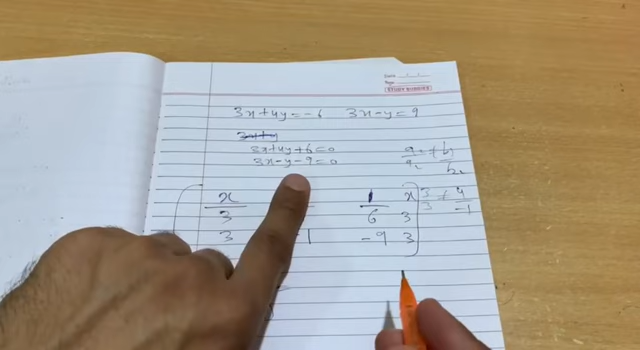 3x+4y=-6 3x-y=9
3x+4y
3x+4y+6=0
3x-y-9=0
a₁/a₂ ≠ b₁/b₂
x 1 x
3 6 3
3 -1 -9 3
3/3 ≠ 4/-1